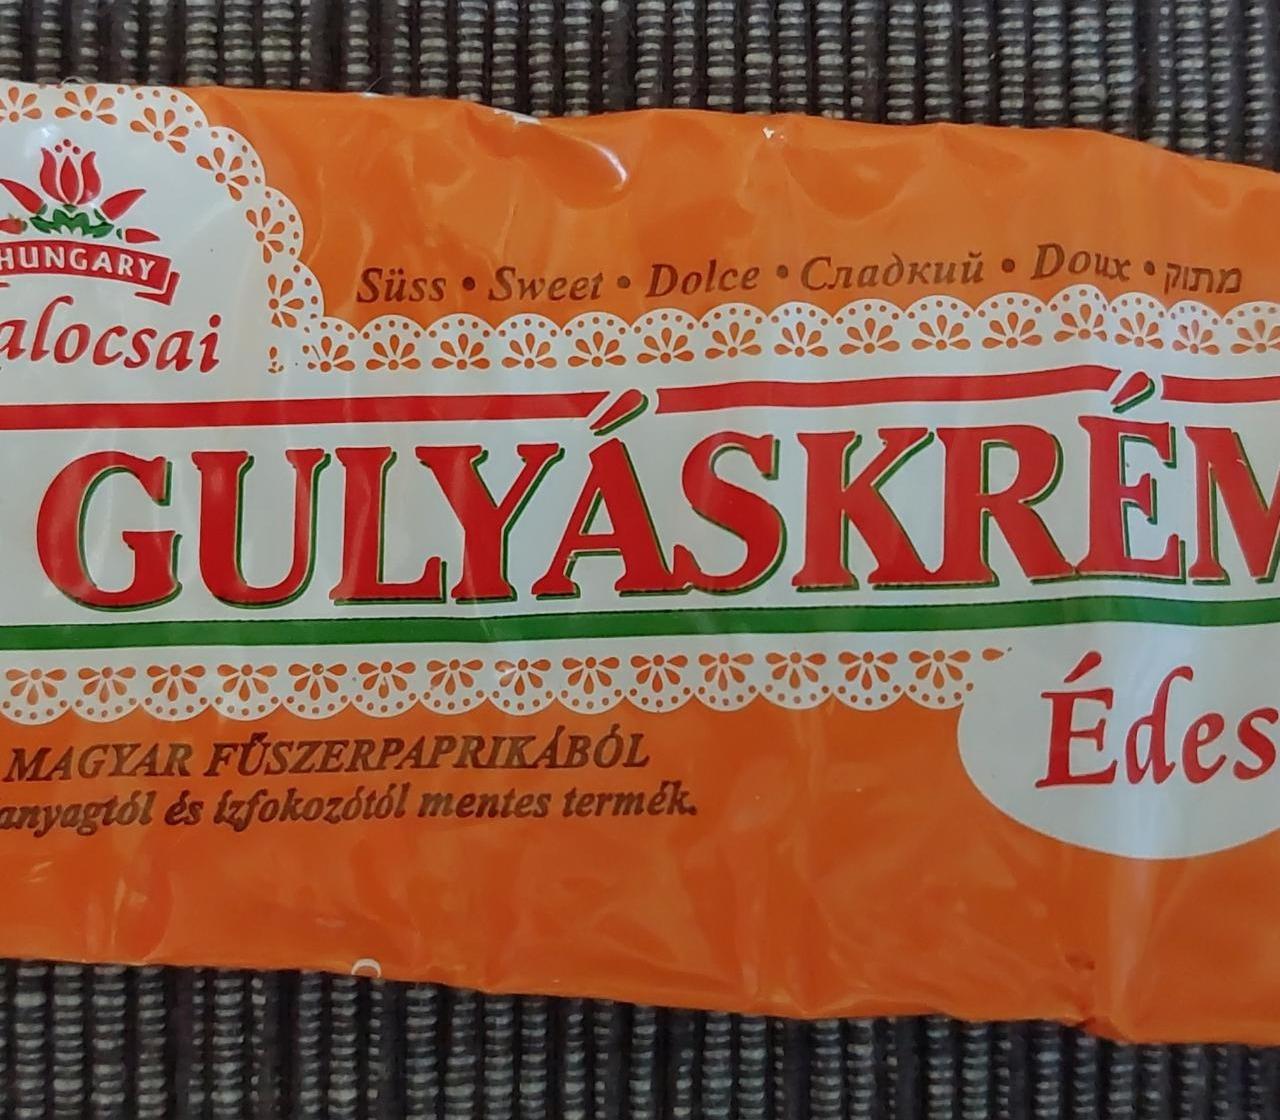 HUNGARY
alocsai
Süss • Sweet • Dolce • Сладкий • Doux • מתוק
GULYÁSKRÉM
Édes
MAGYAR FŰSZERPAPRIKÁBÓL
anyagtól és ízfokozótól mentes termék.